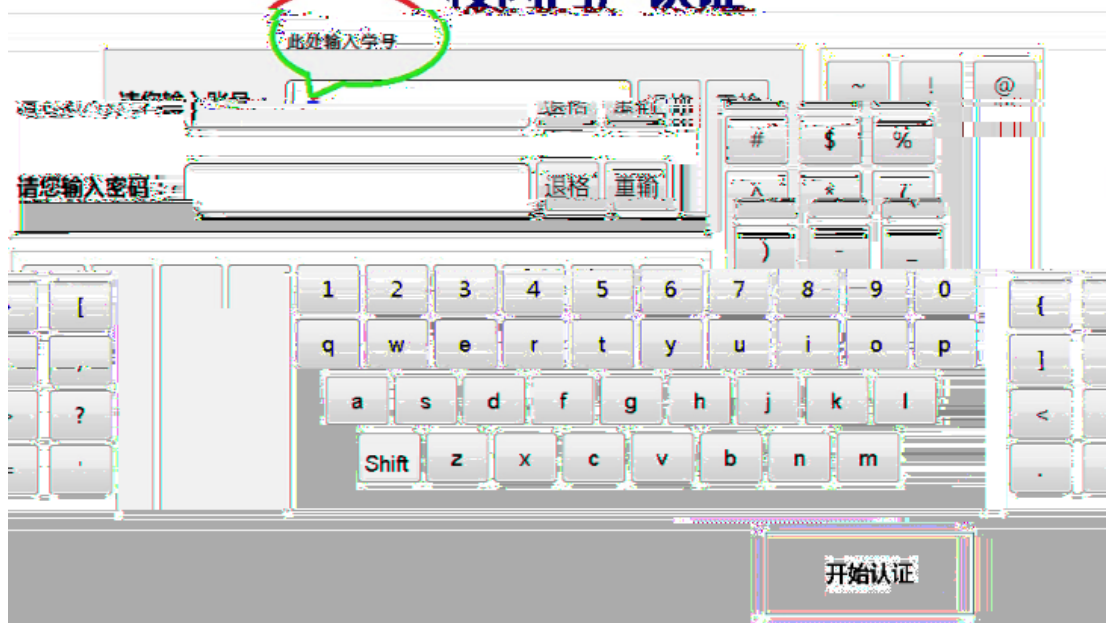 认证
此处输入学号
~ ! @
请您输入账号:
退格 重输
# $ %
请您输入密码: 退格 重输
) - _
1 2 3 4 5 6 7 8 9 0
[ {
q w e r t y u i o p
, ]
a s d f g h j k l
> ? <
Shift z x c v b n m
= ' .
开始认证